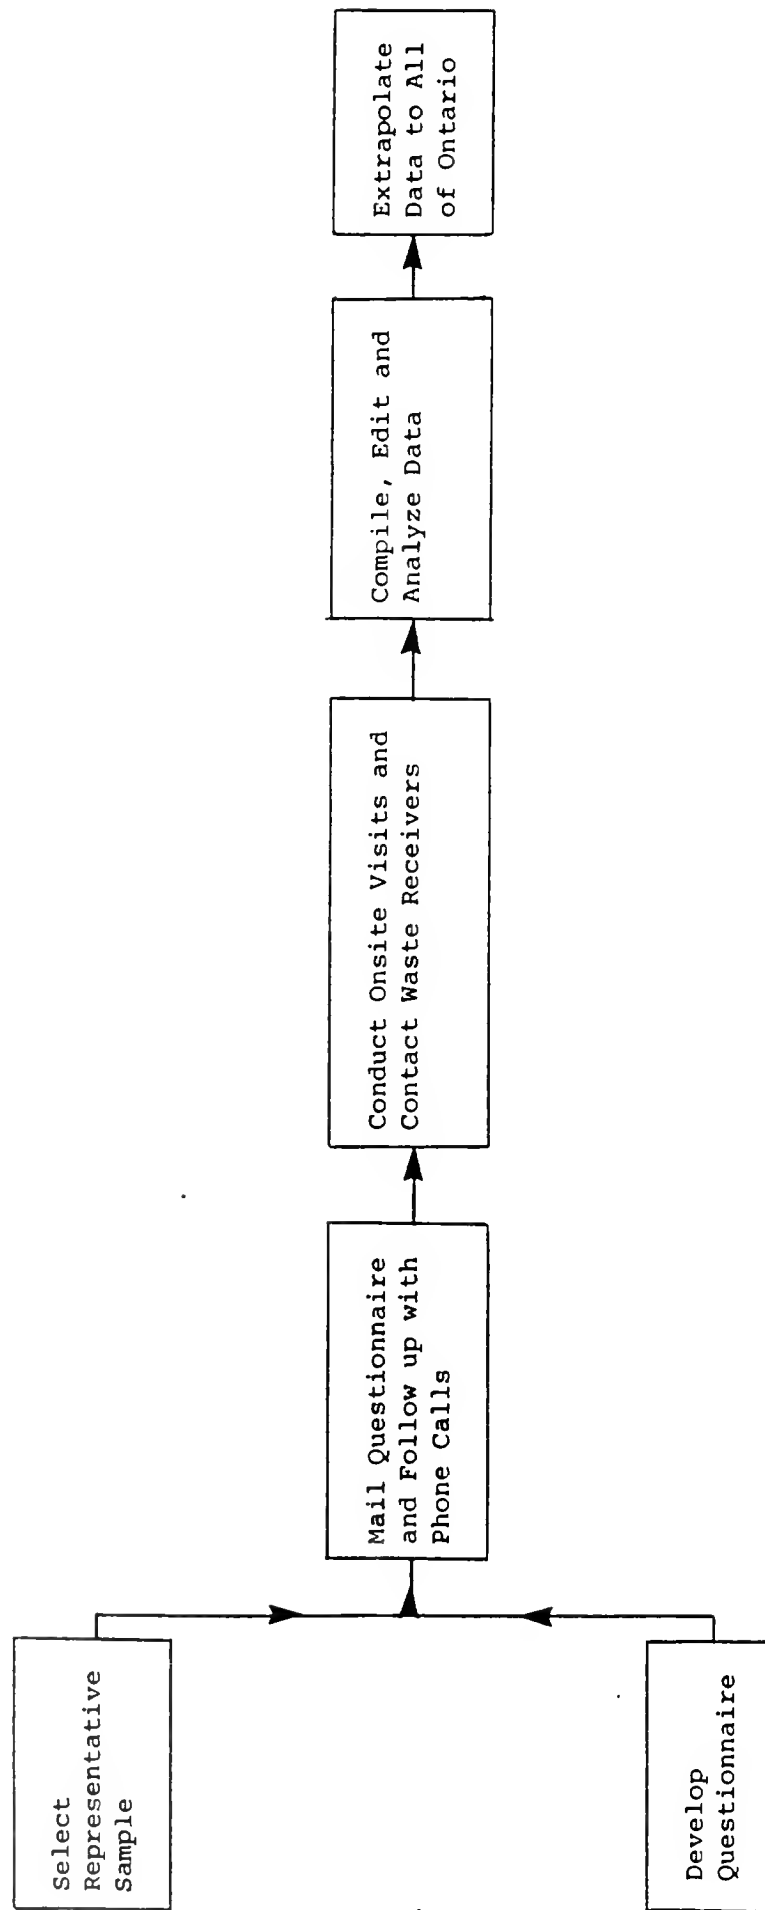 Select
Representative
Sample
Develop
Questionnaire
Mail Questionnaire
and Follow up with
Phone Calls
Conduct Onsite Visits and
Contact Waste Receivers
Compile, Edit and
Analyze Data
Extrapolate
Data to All
of Ontario